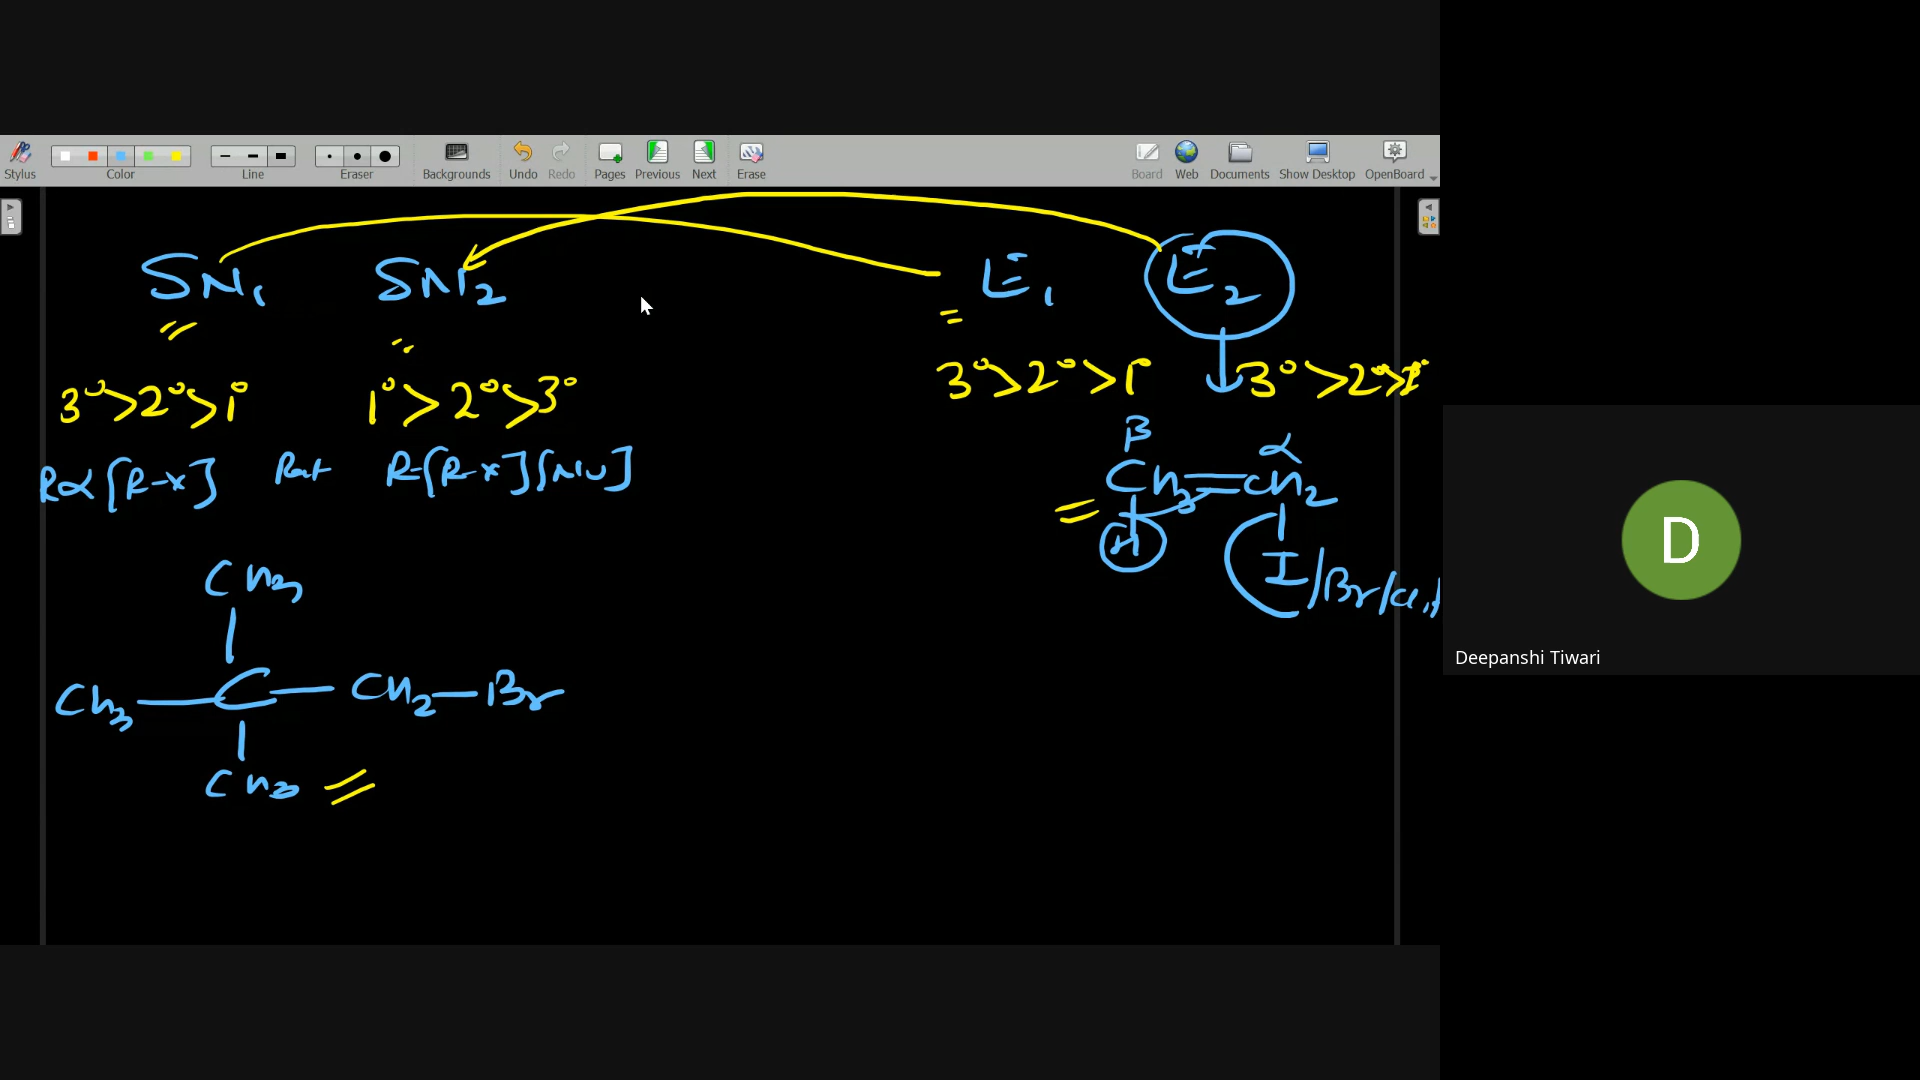 Stylus Color Line Eraser Backgrounds Undo Redo Pages Previous Next Erase Board Web Documents Show Desktop OpenBoard
SN1 SN2 E1 E2
3°>2°>1° 1°>2°>3° 3°>2°>1° 3°>2°>1°
β α
R∝[R-x] R=[R-x][Nu] CH3=CH2
H I/Br/Cl
CH3
CH3—C—CH2—Br
CH3
D
Deepanshi Tiwari